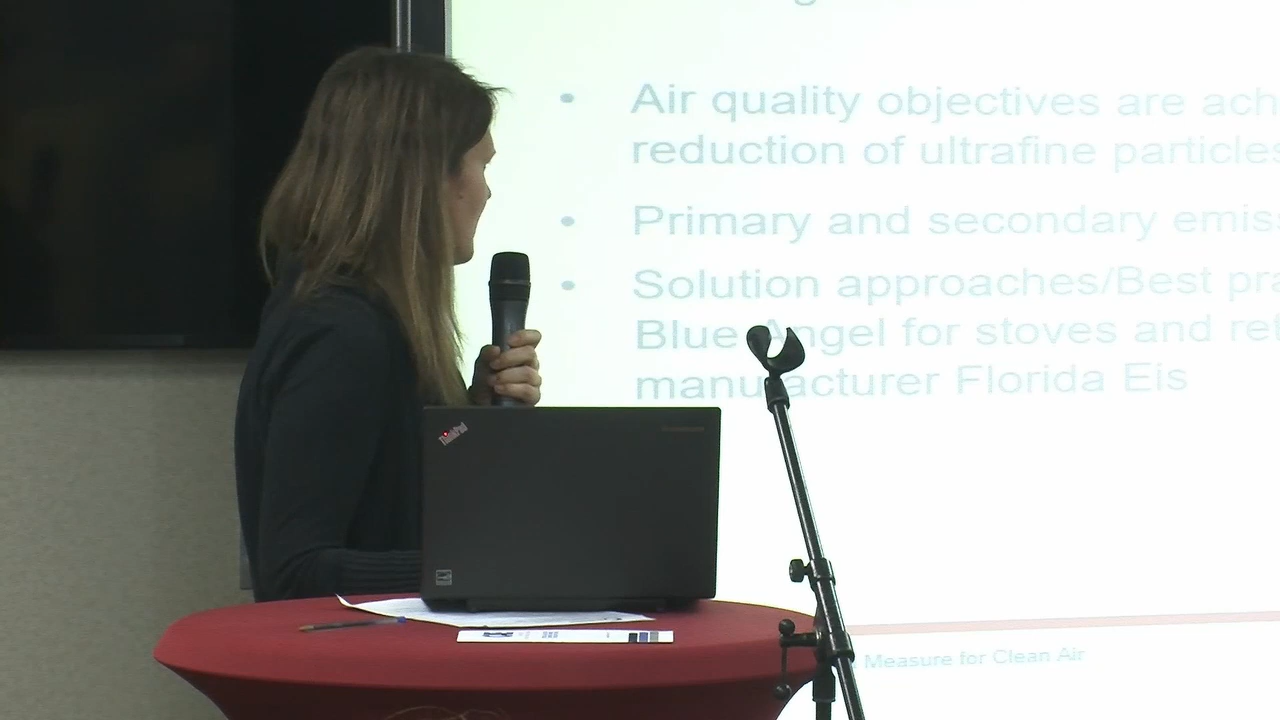 Air quality objectives are ach
reduction of ultrafine particles
Primary and secondary emiss
Solution approaches/Best pra
Blue Angel for stoves and ref
manufacturer Florida Eis
Measure for Clean Air
ThinkPad